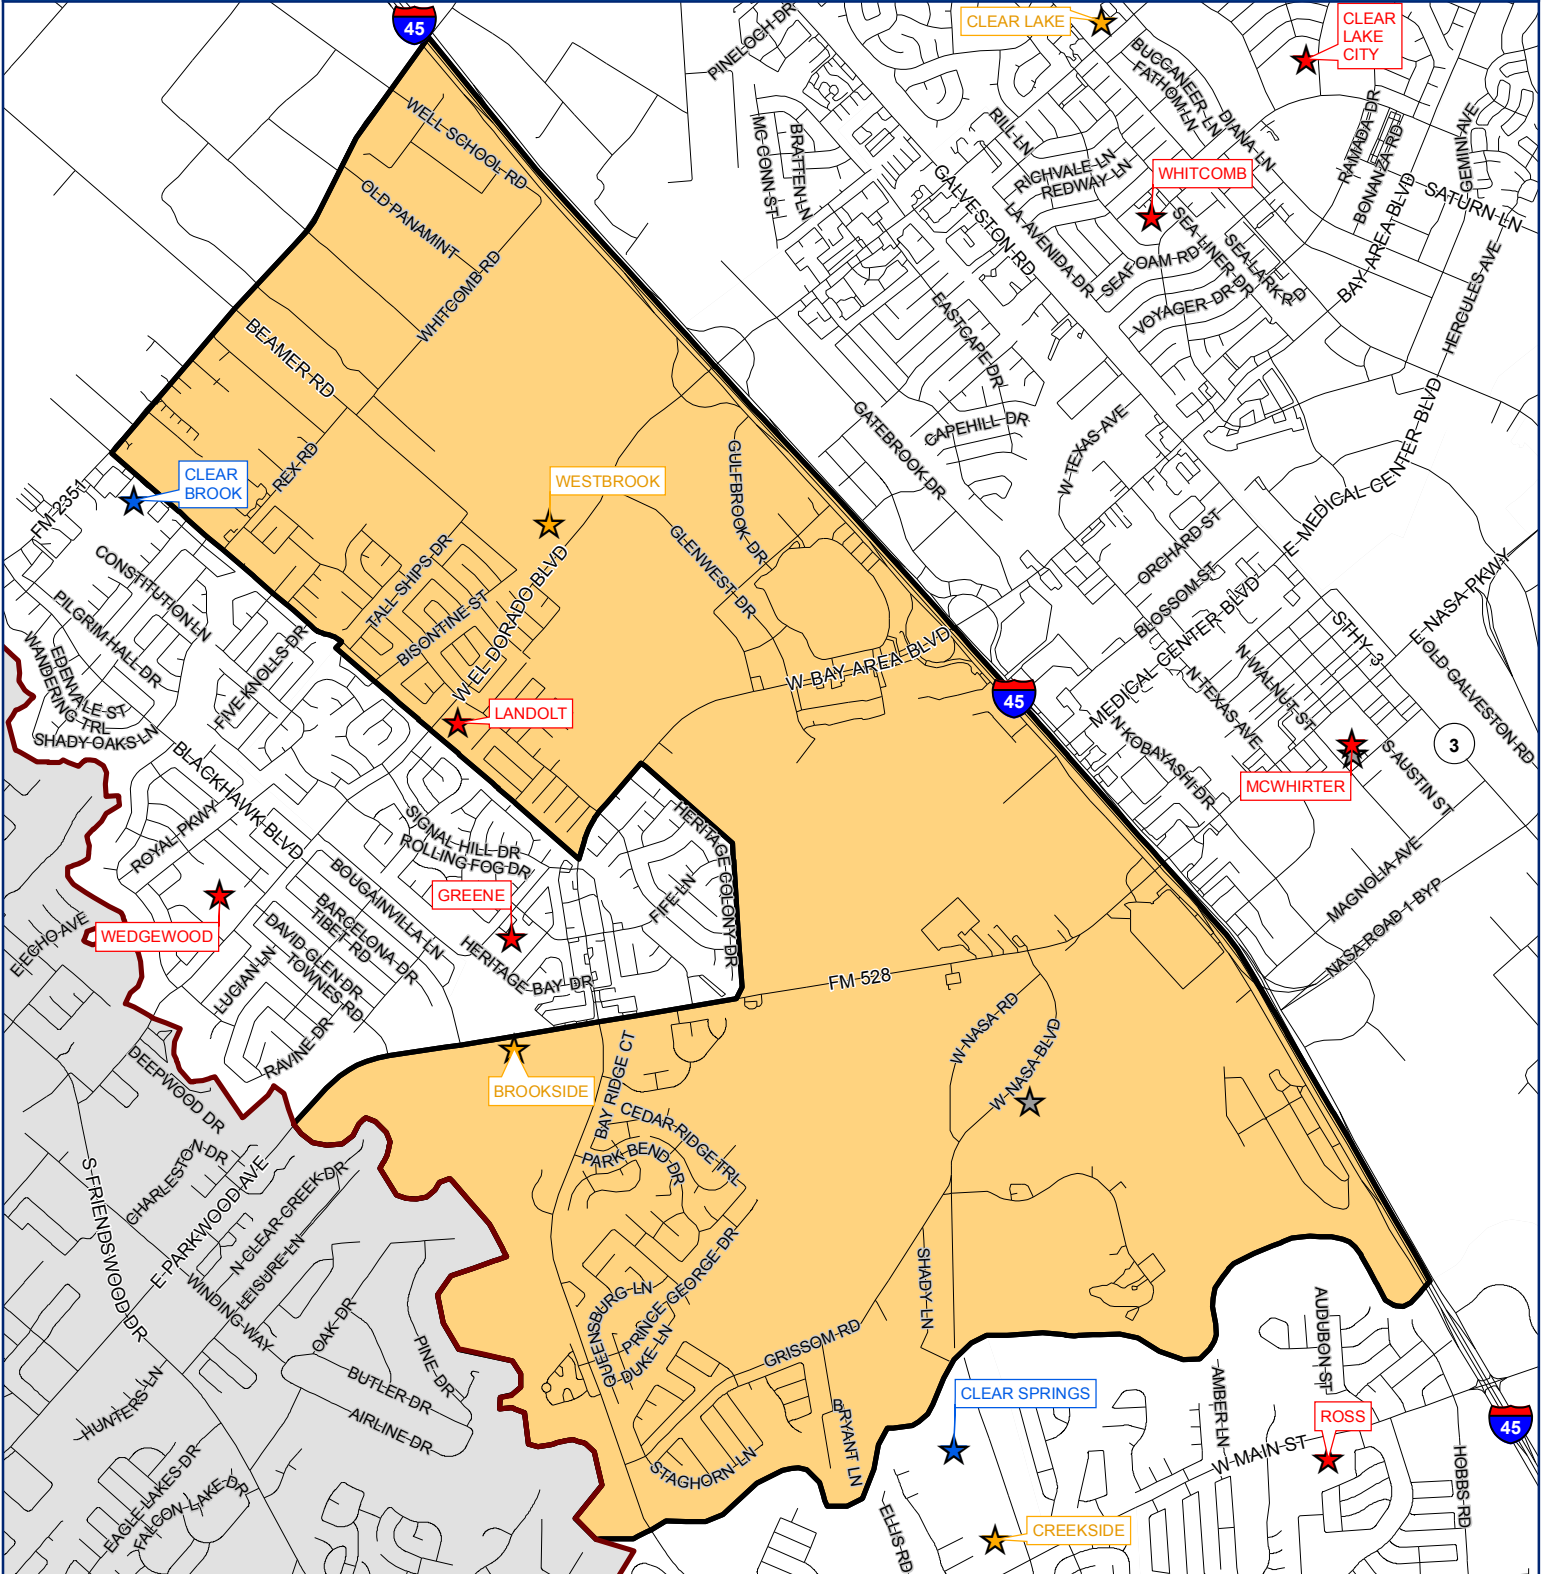 45
CLEAR LAKE
CLEAR
LAKE
CITY
PINELOCH DR
BUCCANEER LN
FATHOM LN
DIANA LN
RAMADA DR
BONANZA RD
GEMINI AVE
SATURN LN
BAY AREA BLVD
HERCULES AVE
WELL SCHOOL RD
MC CONN ST
BRATTEN LN
RILL LN
RICHVALE LN
REDWAY LN
WHITCOMB
GALVESTON RD
LA AVENIDA DR
SEAFOAM RD
SEA LINER DR
SEA LARK RD
VOYAGER DR
OLD PANAMINT
WHITCOMB RD
BEAMER RD
EASTCAPE DR
CAPEHILL DR
GATEBROOK DR
W TEXAS AVE
E MEDICAL CENTER BLVD
REX RD
CLEAR
BROOK
FM 2351
WESTBROOK
GULFBROOK DR
GLENWEST DR
ORCHARD ST
BLOSSOM ST
MEDICAL CENTER BLVD
STHY 3
E NASA PKWY
E OLD GALVESTON RD
CONSTITUTION LN
PILGRIM HALL DR
TALL SHIPS DR
BISONTINE ST
W EL DORADO BLVD
W BAY AREA BLVD
EDENVALE ST
WANDERING TRL
SHADY OAKS LN
FIVE KNOLLS DR
LANDOLT
45
N WALNUT ST
N TEXAS AVE
N KOBAYASHI DR
3
MCWHIRTER
S AUSTIN ST
BLACKHAWK BLVD
ROYAL PKWY
SIGNAL HILL DR
ROLLING FOG DR
HERITAGE COLONY DR
FIFE LN
MAGNOLIA AVE
NASA ROAD 1 BYP
GREENE
BOUGAINVILLA LN
BARCELONA DR
TIBET RD
DAVID GLEN DR
TOWNES RD
WEDGEWOOD
E ECHO AVE
LUCIAN LN
RAVINE DR
HERITAGE BAY DR
FM 528
W NASA RD
W NASA BLVD
BROOKSIDE
BAY RIDGE CT
CEDAR RIDGE TRL
PARK BEND DR
DEEPWOOD DR
CHARLESTON DR
S FRIENDSWOOD DR
E PARKWOOD AVE
N CLEAR GREEK DR
LEISURE LN
WINDING WAY
OAK DR
PINE DR
BUTLER DR
AIRLINE DR
HUNTERS LN
EAGLE LAKES DR
FALCON LAKE DR
QUEENSBURG LN
PRINCE GEORGE DR
DUKE LN
SHADY LN
GRISSOM RD
STAGHORN LN
BRYANT LN
CLEAR SPRINGS
AUDUBON ST
AMBER LN
ROSS
W MAIN ST
HOBBS RD
45
ELLIS RD
CREEKSIDE